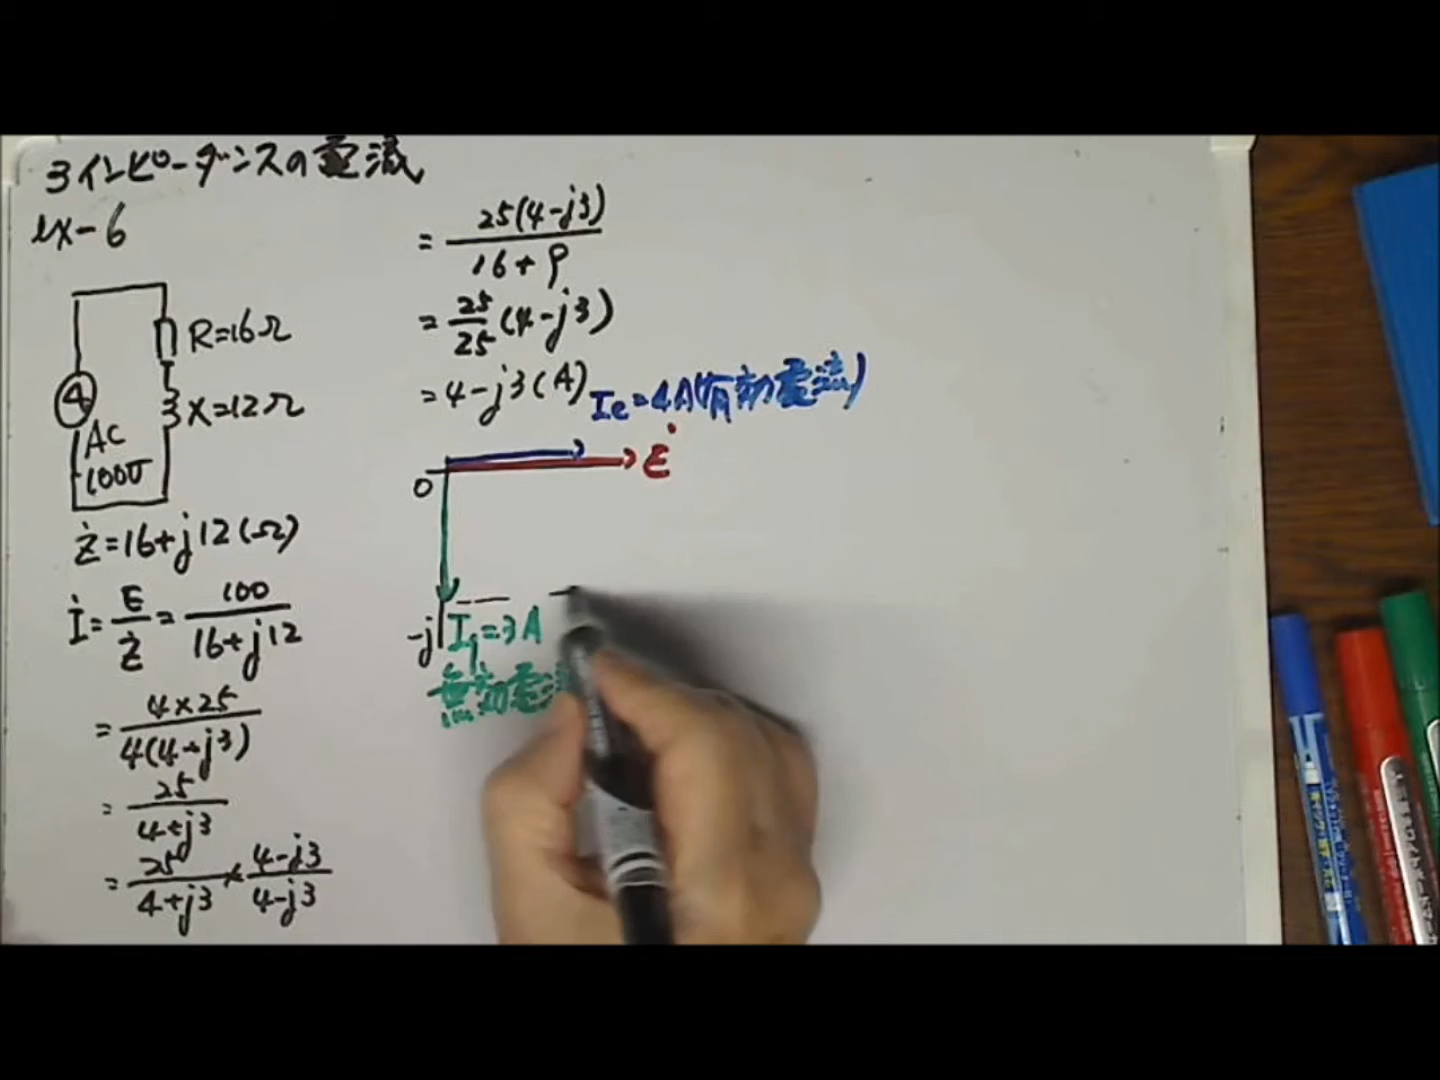 3インピーダンスの電流
ex-6
R=16Ω
X=12Ω
AC
100V
Ż=16+j12(Ω)
İ=E/Ż=100/(16+j12)
=4×25/4(4+j3)
=25/(4+j3)
=25/(4+j3)×(4-j3)/(4-j3)
=25(4-j3)/(16+9)
=25/25(4-j3)
=4-j3(A)
Ie=4A(有効電流)
Ė
0
-j
Ij=3A
無効電